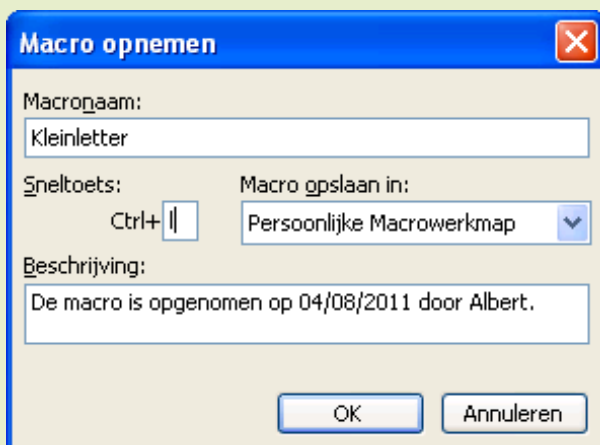 Macro opnemen
Macronaam:
Kleinletter
Sneltoets:
Macro opslaan in:
Ctrl+ l
Persoonlijke Macrowerkmap
Beschrijving:
De macro is opgenomen op 04/08/2011 door Albert.
OK
Annuleren